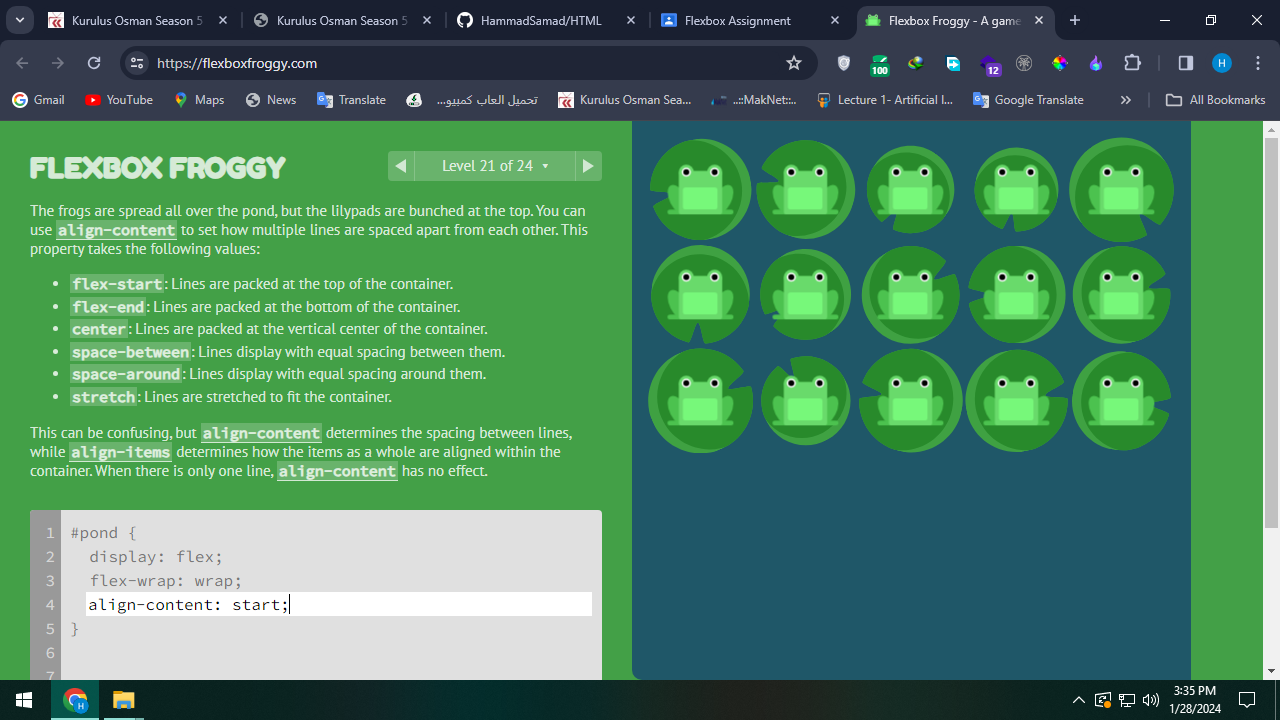 Kurulus Osman Season 5
Kurulus Osman Season 5
HammadSamad/HTML
Flexbox Assignment
Flexbox Froggy - A game
https://flexboxfroggy.com
100
12
H
Gmail
YouTube
Maps
News
Translate
تحميل العاب كمبيو...
Kurulus Osman Sea...
..::MakNet::..
Lecture 1- Artificial I...
Google Translate
All Bookmarks
FLEXBOX FROGGY
Level 21 of 24
The frogs are spread all over the pond, but the lilypads are bunched at the top. You can
use align-content to set how multiple lines are spaced apart from each other. This
property takes the following values:
flex-start: Lines are packed at the top of the container.
flex-end: Lines are packed at the bottom of the container.
center: Lines are packed at the vertical center of the container.
space-between: Lines display with equal spacing between them.
space-around: Lines display with equal spacing around them.
stretch: Lines are stretched to fit the container.
This can be confusing, but align-content determines the spacing between lines,
while align-items determines how the items as a whole are aligned within the
container. When there is only one line, align-content has no effect.
1 #pond {
2 display: flex;
3 flex-wrap: wrap;
4 align-content: start;
5 }
6
7
H
3:35 PM
1/28/2024